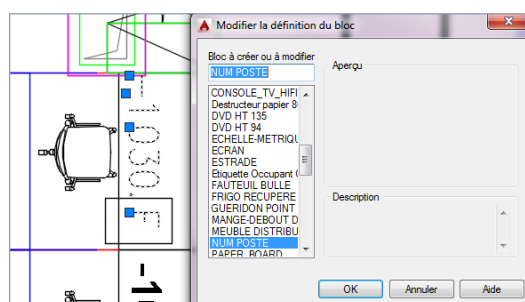 Modifier la définition du bloc
Bloc à créer ou à modifier
NUM POSTE
CONSOLE_TV_HIFI
Destructeur papier 8
DVD HT 135
DVD HT 94
ECHELLE-METRIQU
ECRAN
ESTRADE
Etiquette Occupant (
FAUTEUIL BULLE
FRIGO RECUPERE
GUERIDON POINT
MANGE-DEBOUT D
MEUBLE DISTRIBU
NUM POSTE
PAPER_BOARD
Aperçu
Description
OK
Annuler
Aide